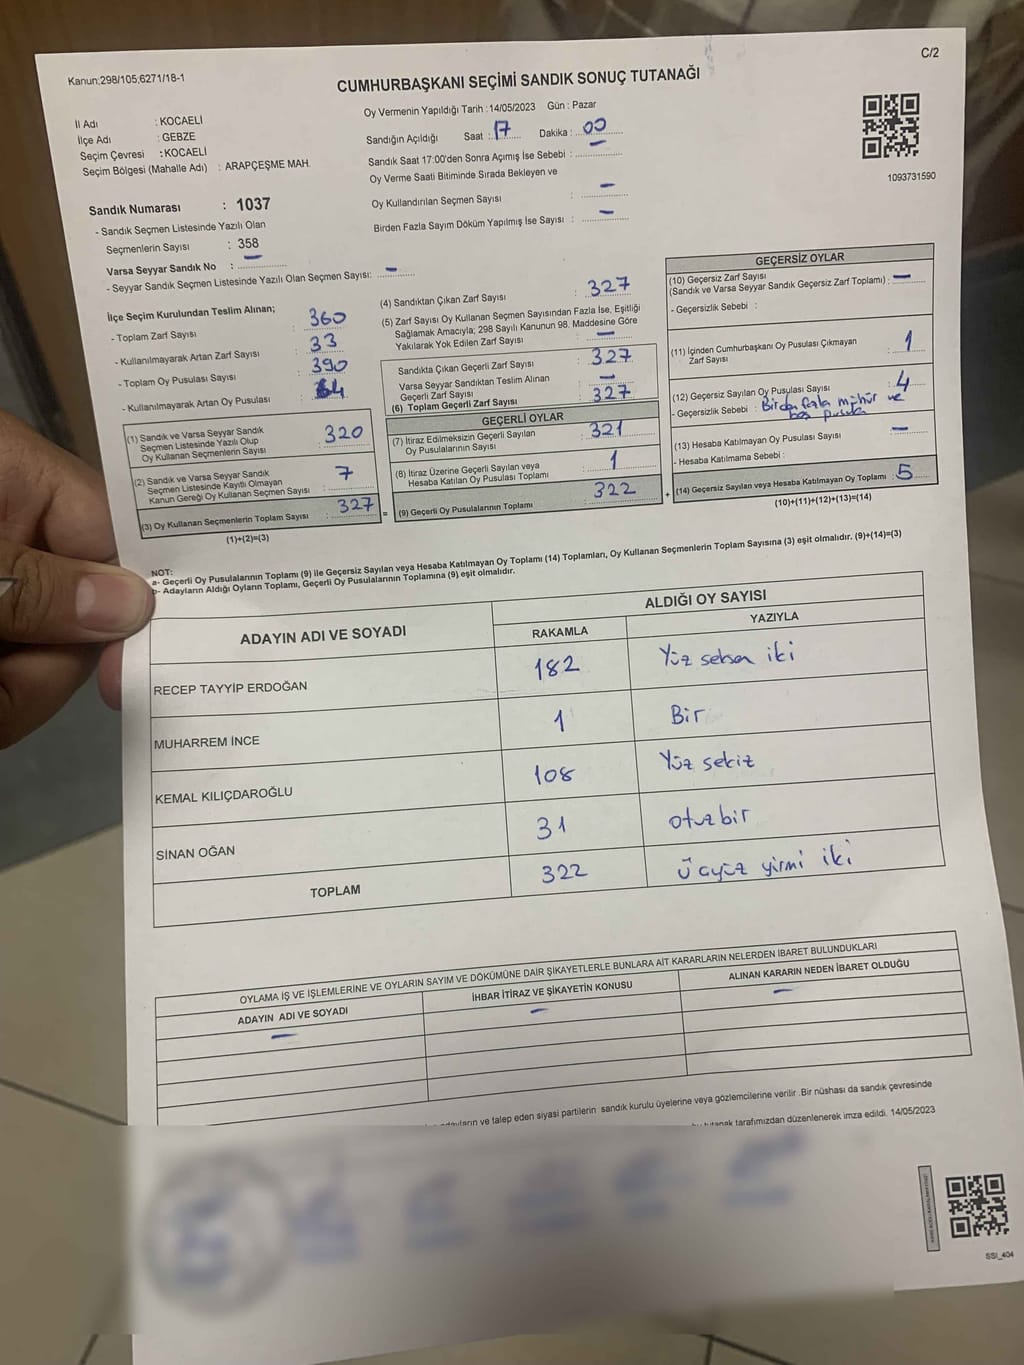 Kanun:298/105;6271/18-1
C/2
CUMHURBAŞKANI SEÇİMİ SANDIK SONUÇ TUTANAĞI
İl Adı : KOCAELİ
İlçe Adı : GEBZE
Seçim Çevresi : KOCAELİ
Seçim Bölgesi (Mahalle Adı) : ARAPÇEŞME MAH.
Oy Vermenin Yapıldığı Tarih : 14/05/2023 Gün : Pazar
Sandığın Açıldığı Saat : 17 Dakika : 00
Sandık Saat 17:00'den Sonra Açımış İse Sebebi : —
Oy Verme Saati Bitiminde Sırada Bekleyen ve
Oy Kullandırılan Seçmen Sayısı : —
Birden Fazla Sayım Döküm Yapılmış İse Sayısı : —
1093731590
Sandık Numarası : 1037
- Sandık Seçmen Listesinde Yazılı Olan
Seçmenlerin Sayısı : 358
Varsa Seyyar Sandık No : —
- Seyyar Sandık Seçmen Listesinde Yazılı Olan Seçmen Sayısı: —
İlçe Seçim Kurulundan Teslim Alınan;
- Toplam Zarf Sayısı : 360
- Kullanılmayarak Artan Zarf Sayısı : 33
- Toplam Oy Pusulası Sayısı : 390
- Kullanılmayarak Artan Oy Pusulası : 64
(1) Sandık ve Varsa Seyyar Sandık
Seçmen Listesinde Yazılı Olup
Oy Kullanan Seçmenlerin Sayısı : 320
(2) Sandık ve Varsa Seyyar Sandık
Seçmen Listesinde Kayıtlı Olmayan
Kanun Gereği Oy Kullanan Seçmen Sayısı : 7
(3) Oy Kullanan Seçmenlerin Toplam Sayısı : 327 =
(1)+(2)=(3)
(4) Sandıktan Çıkan Zarf Sayısı : 327
(5) Zarf Sayısı Oy Kullanan Seçmen Sayısından Fazla İse, Eşitliği
Sağlamak Amacıyla; 298 Sayılı Kanunun 98. Maddesine Göre
Yakılarak Yok Edilen Zarf Sayısı : —
Sandıkta Çıkan Geçerli Zarf Sayısı : 327
Varsa Seyyar Sandıktan Teslim Alınan
Geçerli Zarf Sayısı : —
(6) Toplam Geçerli Zarf Sayısı : 327
GEÇERLİ OYLAR
(7) İtiraz Edilmeksizin Geçerli Sayılan
Oy Pusulalarının Sayısı : 321
(8) İtiraz Üzerine Geçerli Sayılan veya
Hesaba Katılan Oy Pusulası Toplamı : 1
(9) Geçerli Oy Pusulalarının Toplamı : 322 +
GEÇERSİZ OYLAR
(10) Geçersiz Zarf Sayısı
(Sandık ve Varsa Seyyar Sandık Geçersiz Zarf Toplamı) : —
- Geçersizlik Sebebi :
(11) İçinden Cumhurbaşkanı Oy Pusulası Çıkmayan
Zarf Sayısı : 1
(12) Geçersiz Sayılan Oy Pusulası Sayısı : 4
- Geçersizlik Sebebi : Birden fazla mühür ve
boş pusula
(13) Hesaba Katılmayan Oy Pusulası Sayısı : —
- Hesaba Katılmama Sebebi :
(14) Geçersiz Sayılan veya Hesaba Katılmayan Oy Toplamı : 5
(10)+(11)+(12)+(13)=(14)
NOT:
a- Geçerli Oy Pusulalarının Toplamı (9) ile Geçersiz Sayılan veya Hesaba Katılmayan Oy Toplamı (14) Toplamları, Oy Kullanan Seçmenlerin Toplam Sayısına (3) eşit olmalıdır. (9)+(14)=(3)
b- Adayların Aldığı Oyların Toplamı, Geçerli Oy Pusulalarının Toplamına (9) eşit olmalıdır.
ADAYIN ADI VE SOYADI
ALDIĞI OY SAYISI
RAKAMLA YAZIYLA
RECEP TAYYİP ERDOĞAN 182 Yüz seksen iki
MUHARREM İNCE 1 Bir
KEMAL KILIÇDAROĞLU 108 Yüz sekiz
SİNAN OĞAN 31 otuzbir
TOPLAM 322 üçyüz yirmi iki
OYLAMA İŞ VE İŞLEMLERİNE VE OYLARIN SAYIM VE DÖKÜMÜNE DAİR ŞİKAYETLERLE BUNLARA AİT KARARLARIN NELERDEN İBARET BULUNDUKLARI
ADAYIN ADI VE SOYADI İHBAR İTİRAZ VE ŞİKAYETİN KONUSU ALINAN KARARIN NEDEN İBARET OLDUĞU
— — —
ve talep eden siyasi partilerin sandık kurulu üyelerine veya gözlemcilerine verilir .Bir nüshası da sandık çevresinde
tutanak tarafımızdan düzenlenerek imza edildi. 14/05/2023
SSI_404